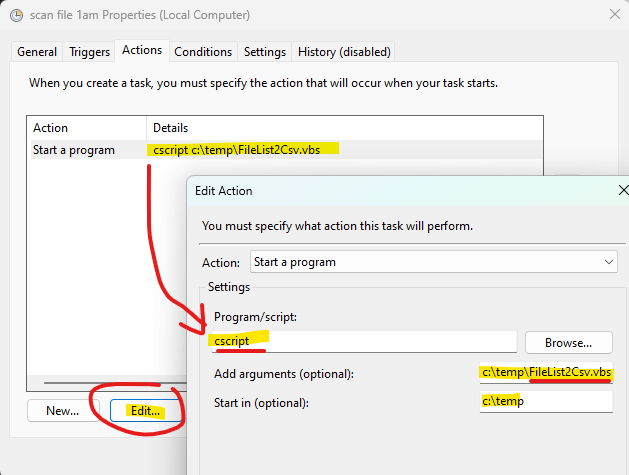 scan file 1am Properties (Local Computer)
General Triggers Actions Conditions Settings History (disabled)
When you create a task, you must specify the action that will occur when your task starts.
Action Details
Start a program cscript c:\temp\FileList2Csv.vbs
Edit Action
You must specify what action this task will perform.
Action: Start a program
Settings
Program/script:
cscript Browse...
Add arguments (optional): c:\temp\FileList2Csv.vbs
Start in (optional): c:\temp
New... Edit...